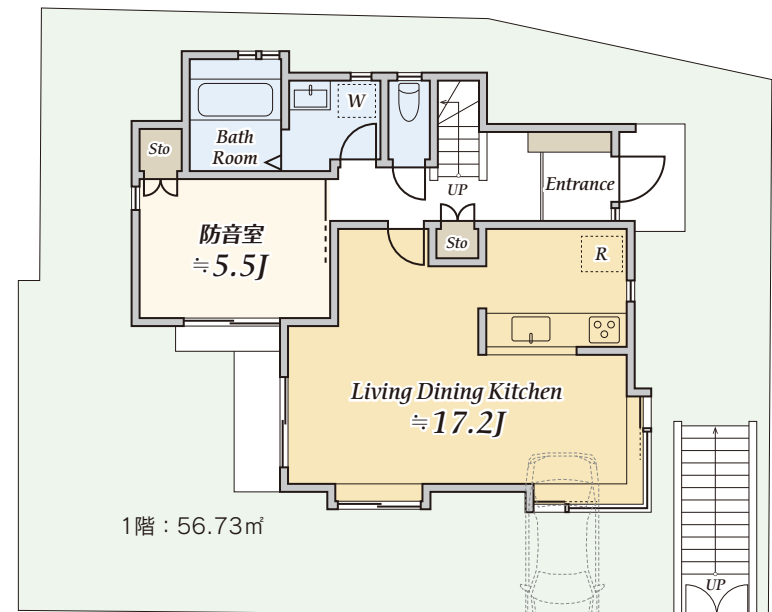 W
Bath
Room
Sto
UP
Entrance
防音室
≒5.5J
Sto
R
Living Dining Kitchen
≒17.2J
1階：56.73㎡
UP